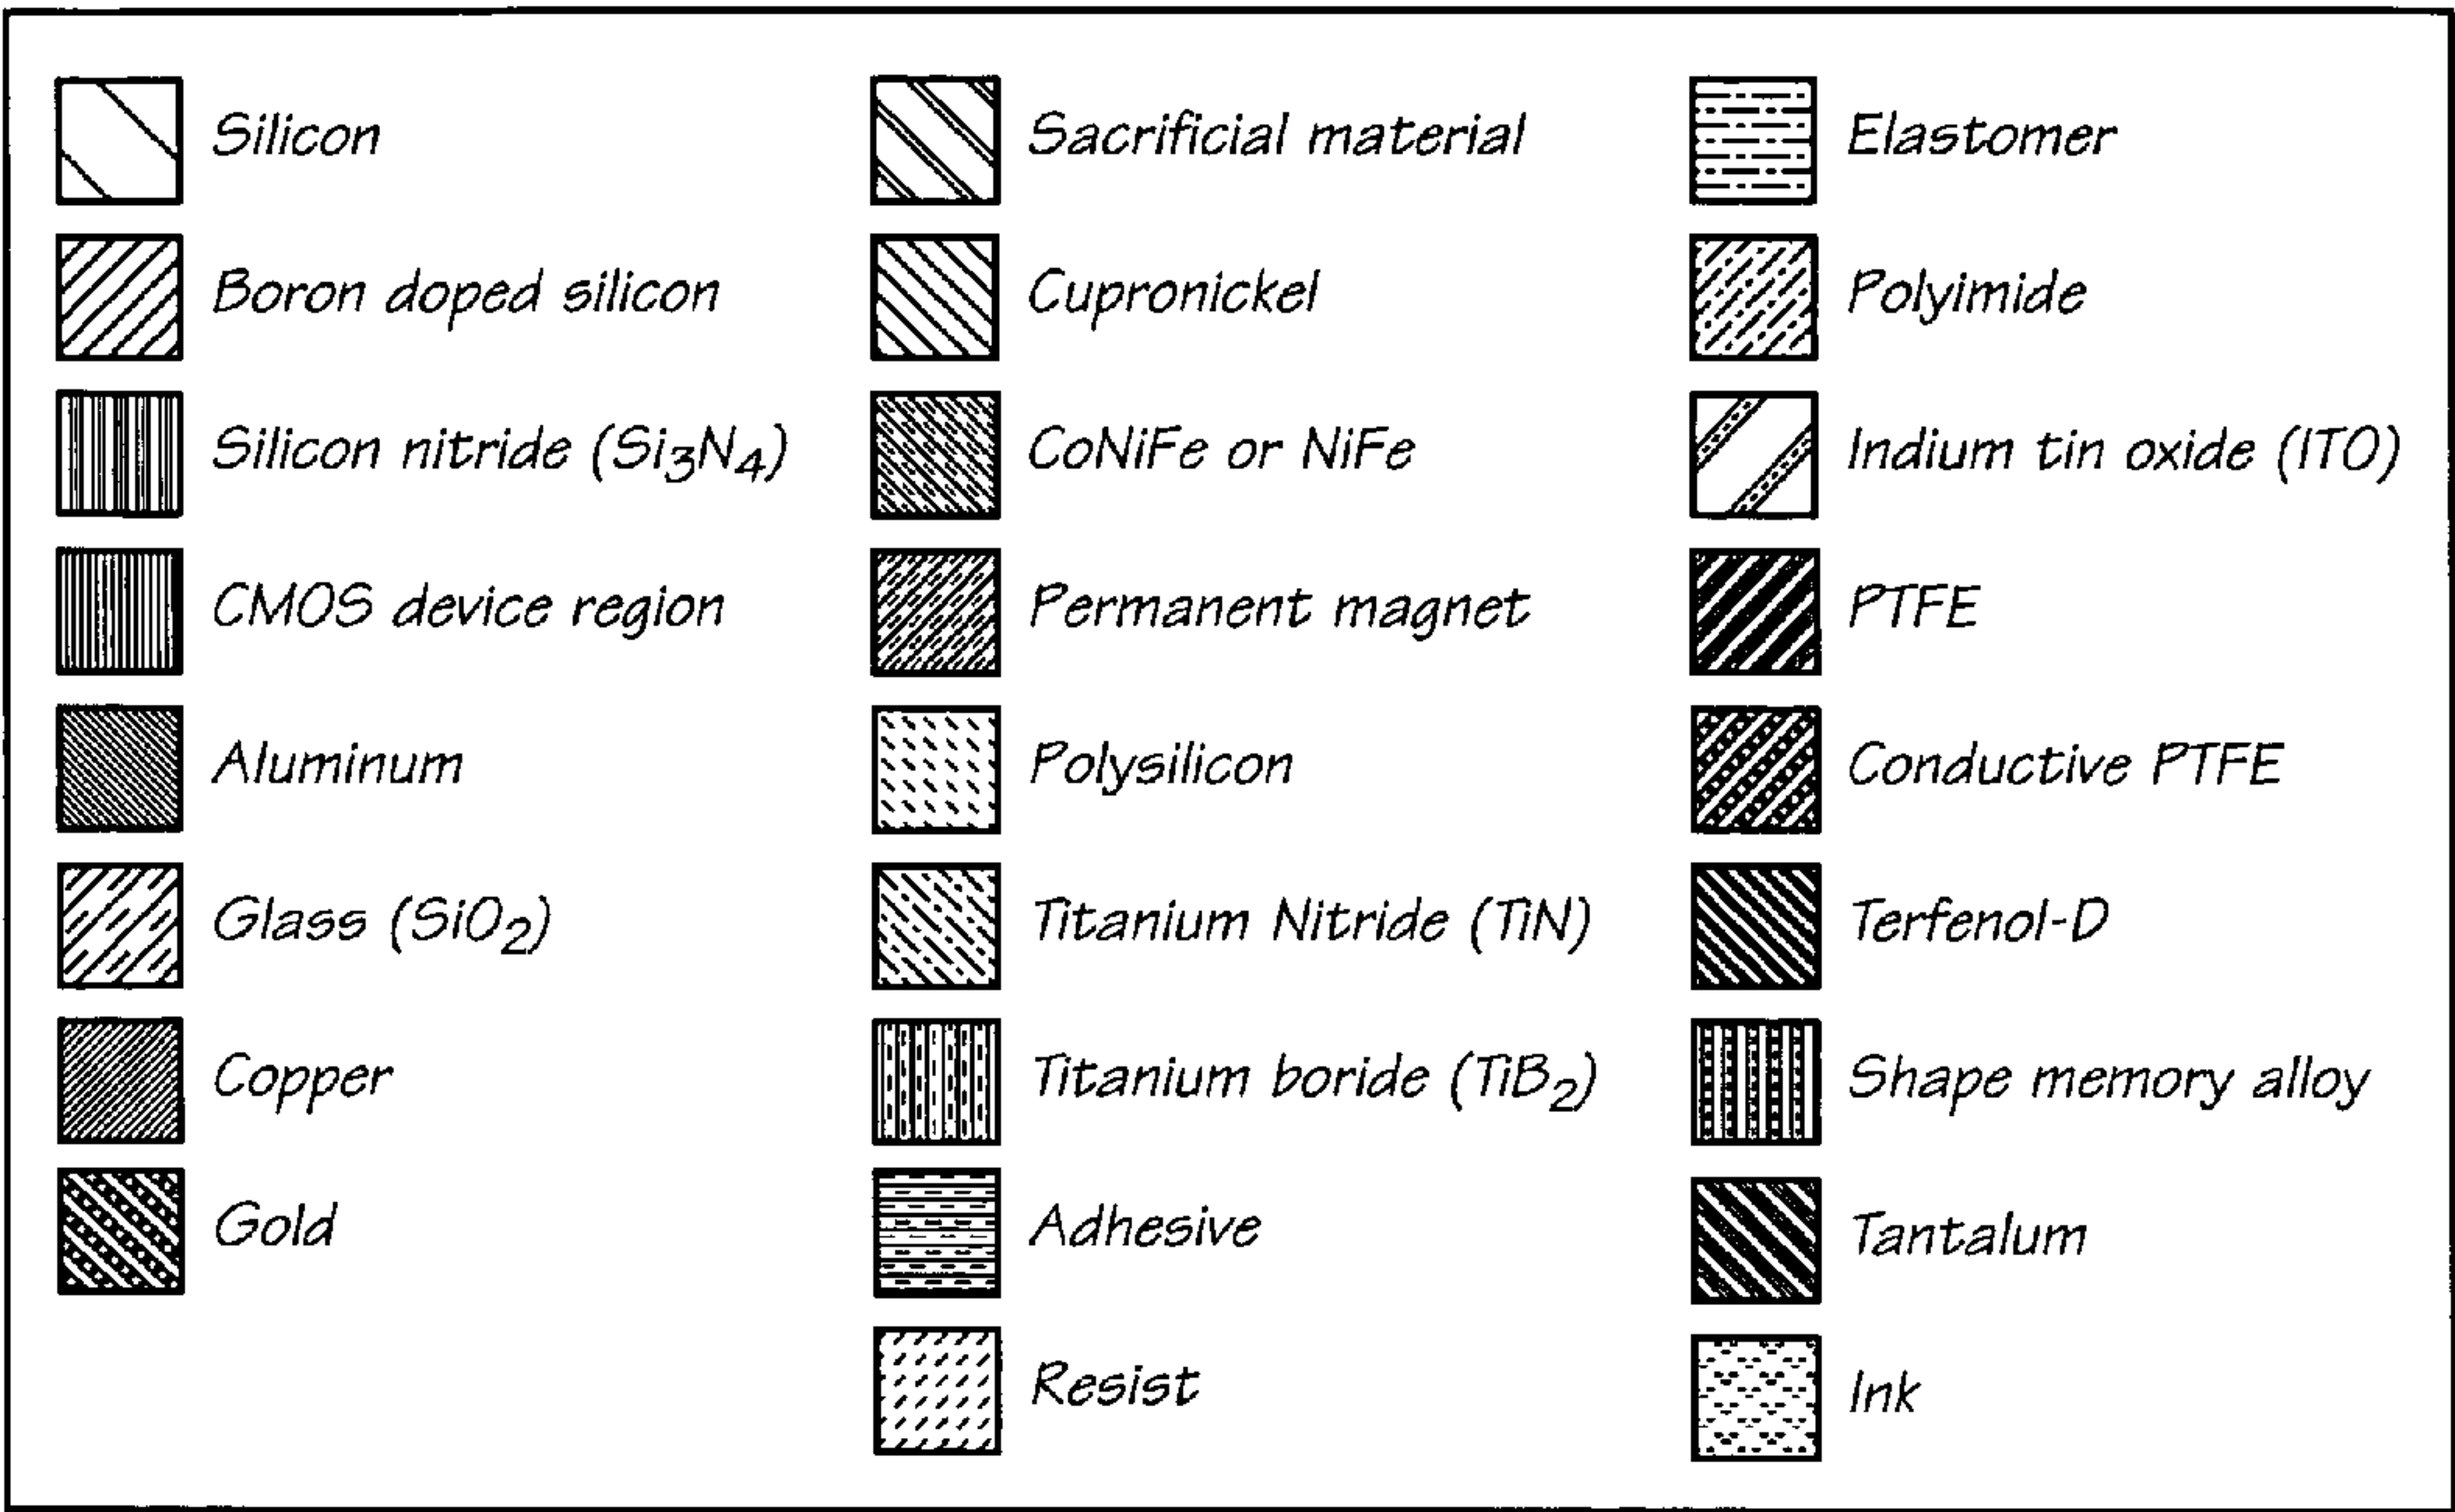 Silicon
Boron doped silicon
Silicon nitride (Si₃N₄)
CMOS device region
Aluminum
Glass (SiO₂)
Copper
Gold
Sacrificial material
Cupronickel
CoNiFe or NiFe
Permanent magnet
Polysilicon
Titanium Nitride (TiN)
Titanium boride (TiB₂)
Adhesive
Resist
Elastomer
Polyimide
Indium tin oxide (ITO)
PTFE
Conductive PTFE
Terfenol-D
Shape memory alloy
Tantalum
Ink